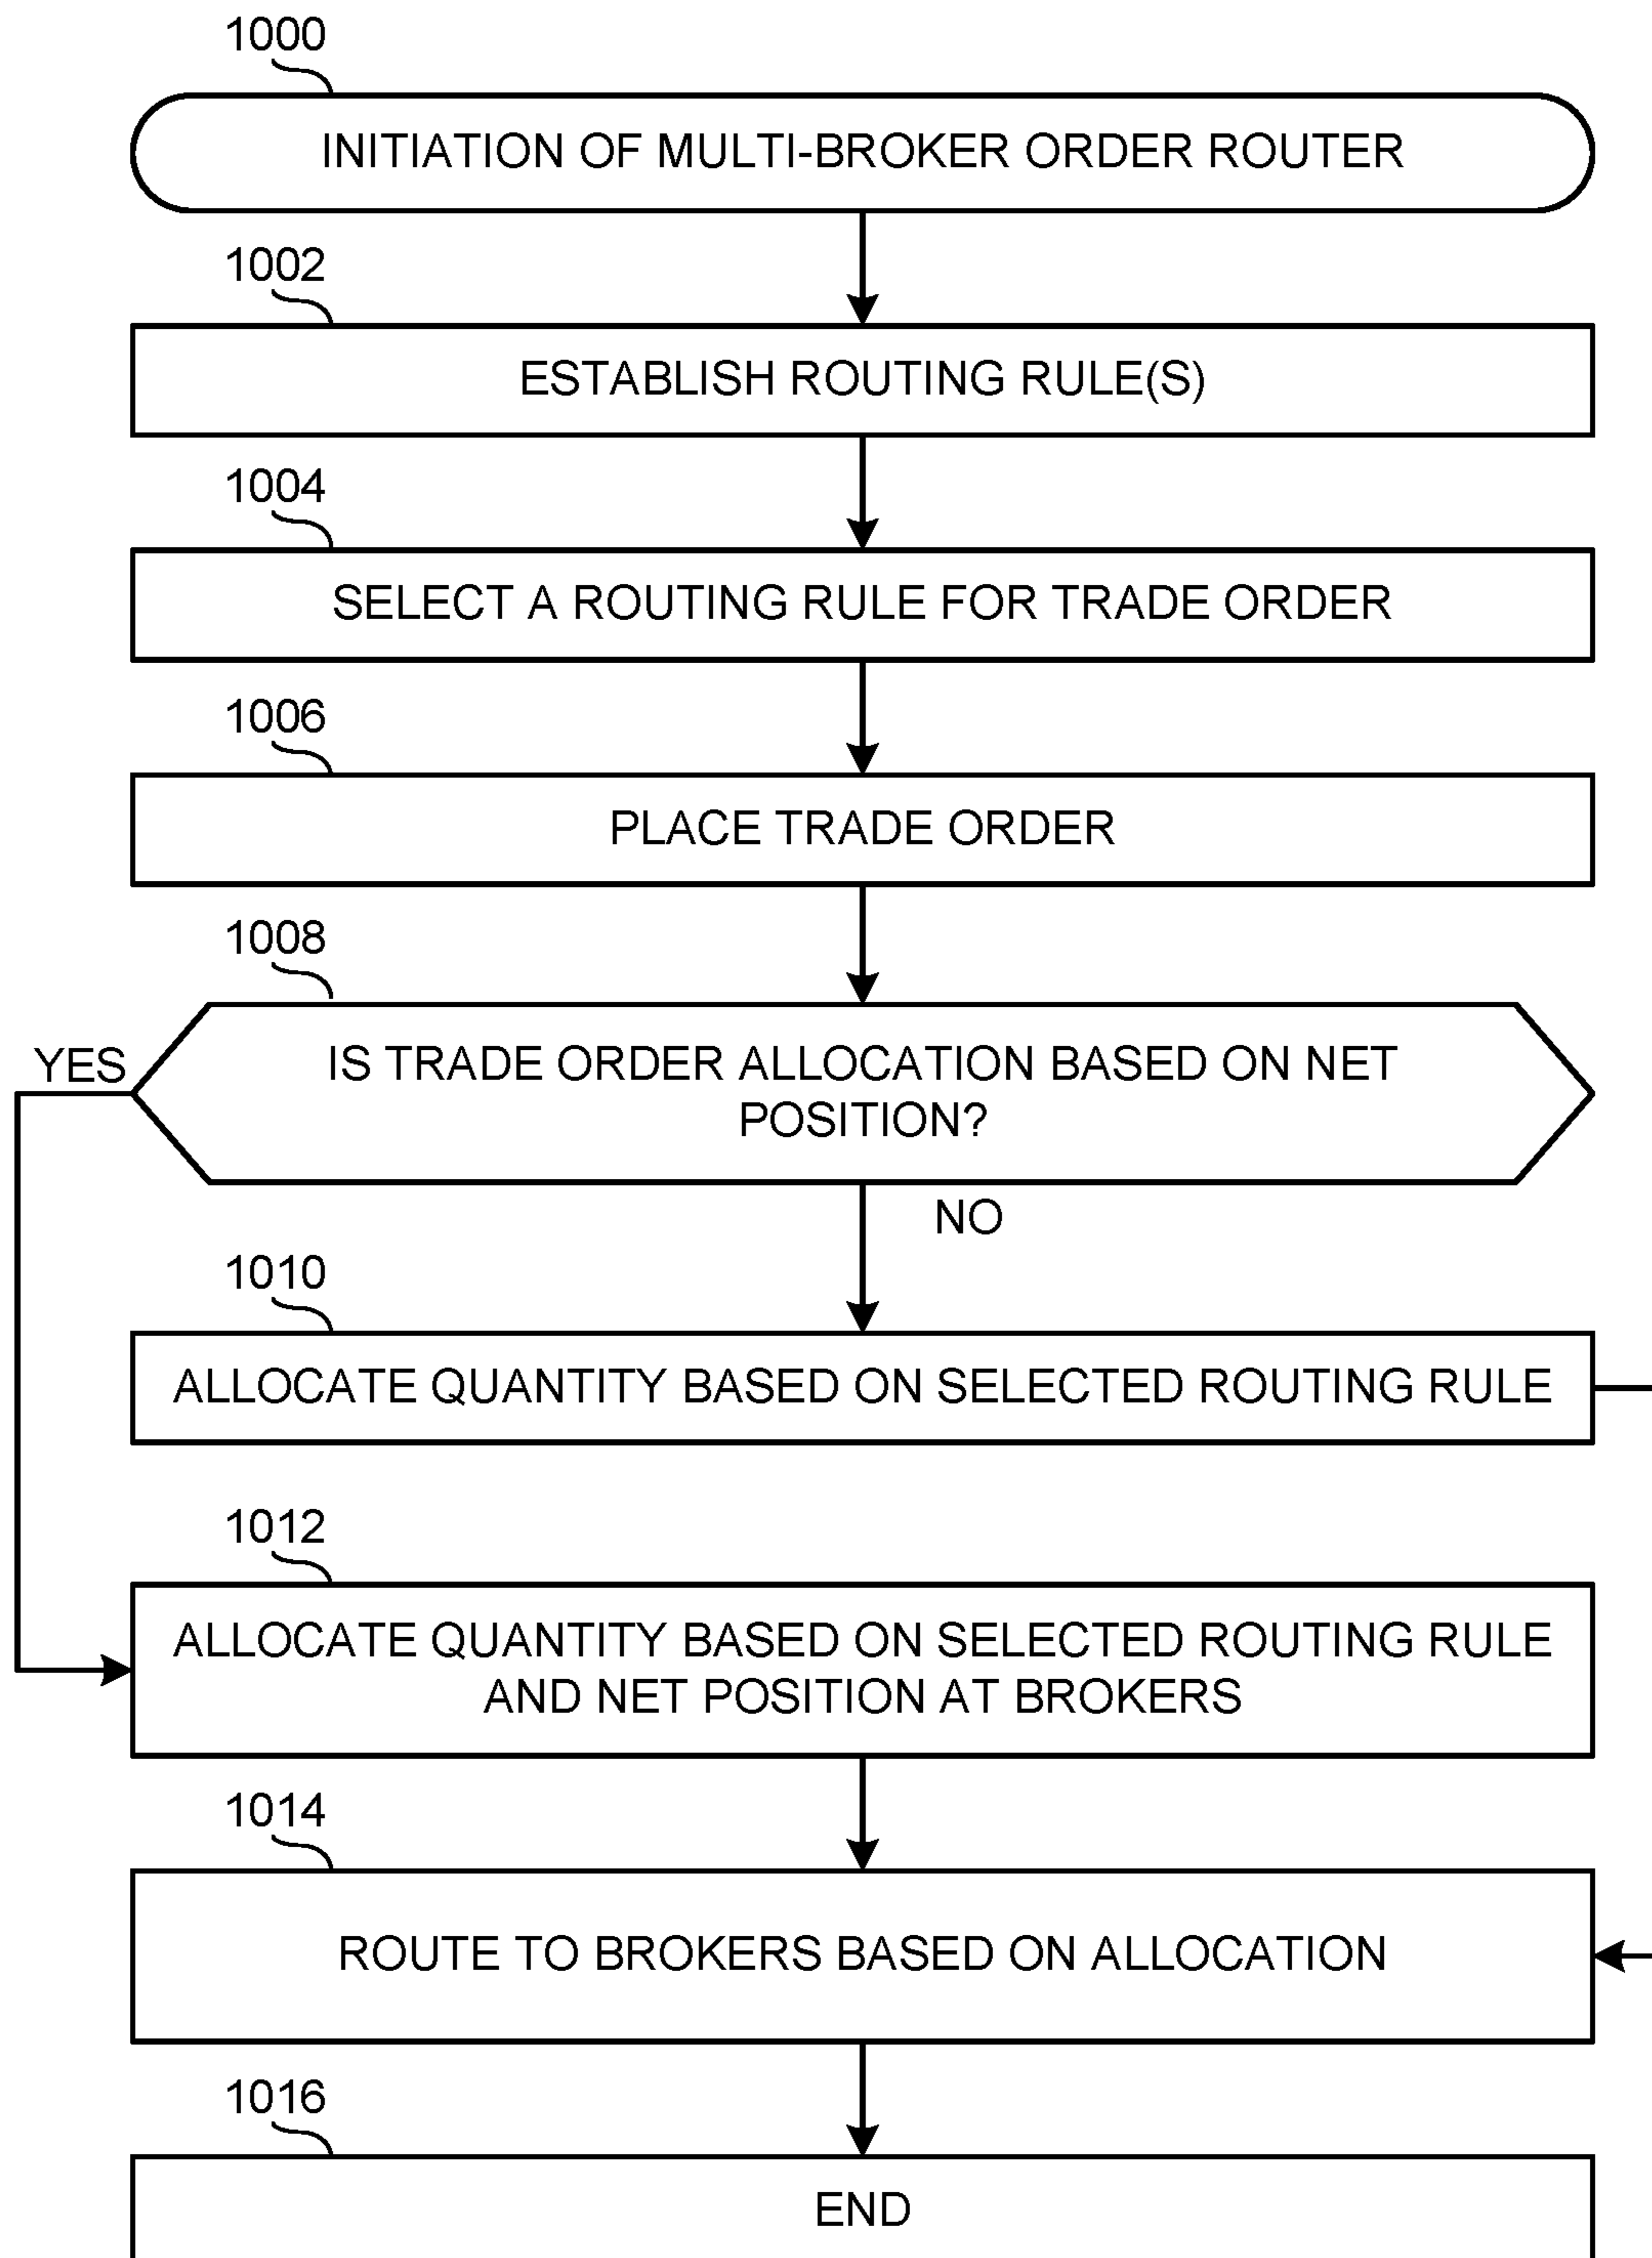 1000
INITIATION OF MULTI-BROKER ORDER ROUTER
1002
ESTABLISH ROUTING RULE(S)
1004
SELECT A ROUTING RULE FOR TRADE ORDER
1006
PLACE TRADE ORDER
1008
YES
IS TRADE ORDER ALLOCATION BASED ON NET
POSITION?
NO
1010
ALLOCATE QUANTITY BASED ON SELECTED ROUTING RULE
1012
ALLOCATE QUANTITY BASED ON SELECTED ROUTING RULE
AND NET POSITION AT BROKERS
1014
ROUTE TO BROKERS BASED ON ALLOCATION
1016
END